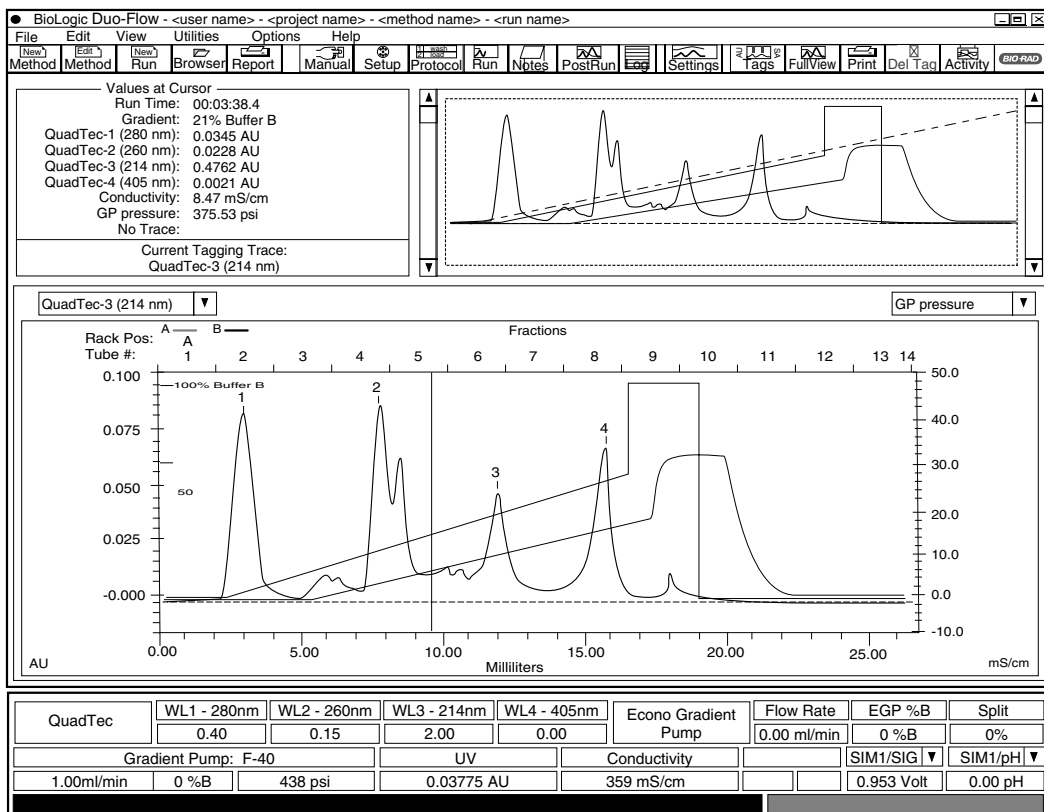 BioLogic Duo-Flow - <user name> - <project name> - <method name> - <run name>
File Edit View Utilities Options Help
New Method
Edit Method
New Run
Browser
Report
Manual
Setup
wash load Protocol
Run
Notes
PostRun
Log
Settings
UV SA Tags
FullView
Print
Del Tag
Activity
BIO-RAD
Values at Cursor
Run Time: 00:03:38.4
Gradient: 21% Buffer B
QuadTec-1 (280 nm): 0.0345 AU
QuadTec-2 (260 nm): 0.0228 AU
QuadTec-3 (214 nm): 0.4762 AU
QuadTec-4 (405 nm): 0.0021 AU
Conductivity: 8.47 mS/cm
GP pressure: 375.53 psi
No Trace:
Current Tagging Trace:
QuadTec-3 (214 nm)
QuadTec-3 (214 nm)
GP pressure
A B Fractions
Rack Pos: A
Tube #: 1 2 3 4 5 6 7 8 9 10 11 12 13 14
0.100 100% Buffer B 50.0
1 2 3 4
0.075 40.0
50 30.0
0.050 20.0
0.025 10.0
-0.000 0.0
-10.0
0.00 5.00 10.00 15.00 20.00 25.00
AU Milliliters mS/cm
QuadTec
WL1 - 280nm WL2 - 260nm WL3 - 214nm WL4 - 405nm
0.40 0.15 2.00 0.00
Econo Gradient
Pump
Flow Rate EGP %B Split
0.00 ml/min 0 %B 0%
Gradient Pump: F-40 UV Conductivity SIM1/SIG SIM1/pH
1.00ml/min 0 %B 438 psi 0.03775 AU 359 mS/cm 0.953 Volt 0.00 pH